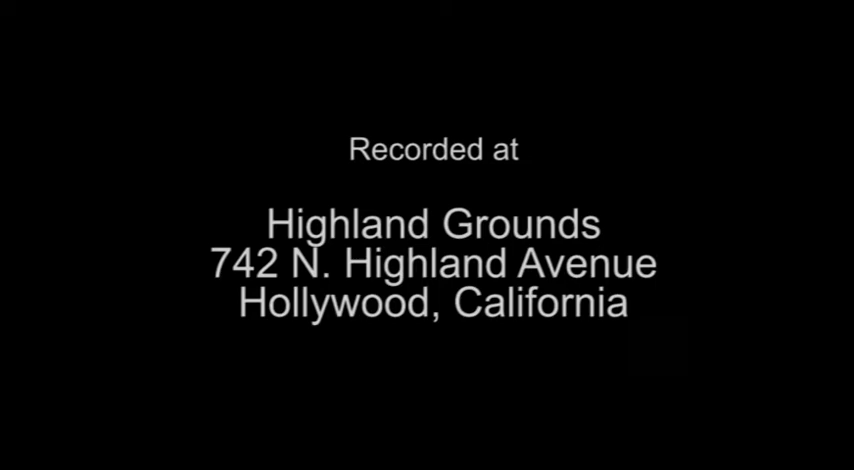 Recorded at
Highland Grounds
742 N. Highland Avenue
Hollywood, California